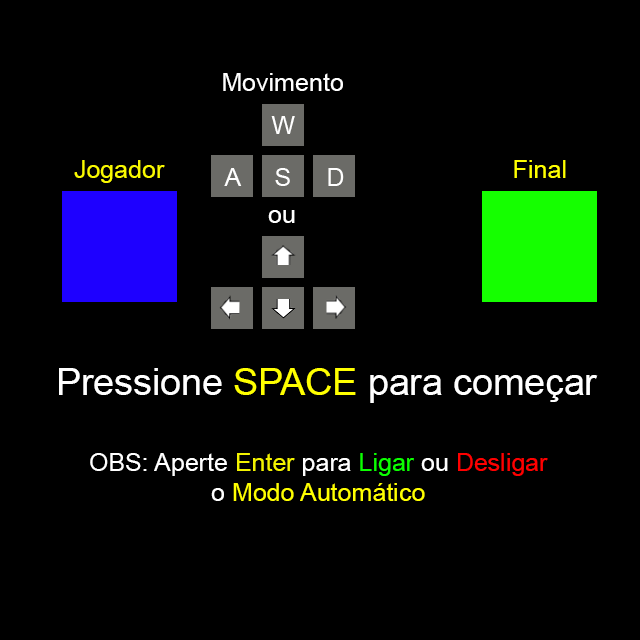 Movimento
W
Jogador
A S D
Final
ou
Pressione SPACE para começar
OBS: Aperte Enter para Ligar ou Desligar
o Modo Automático